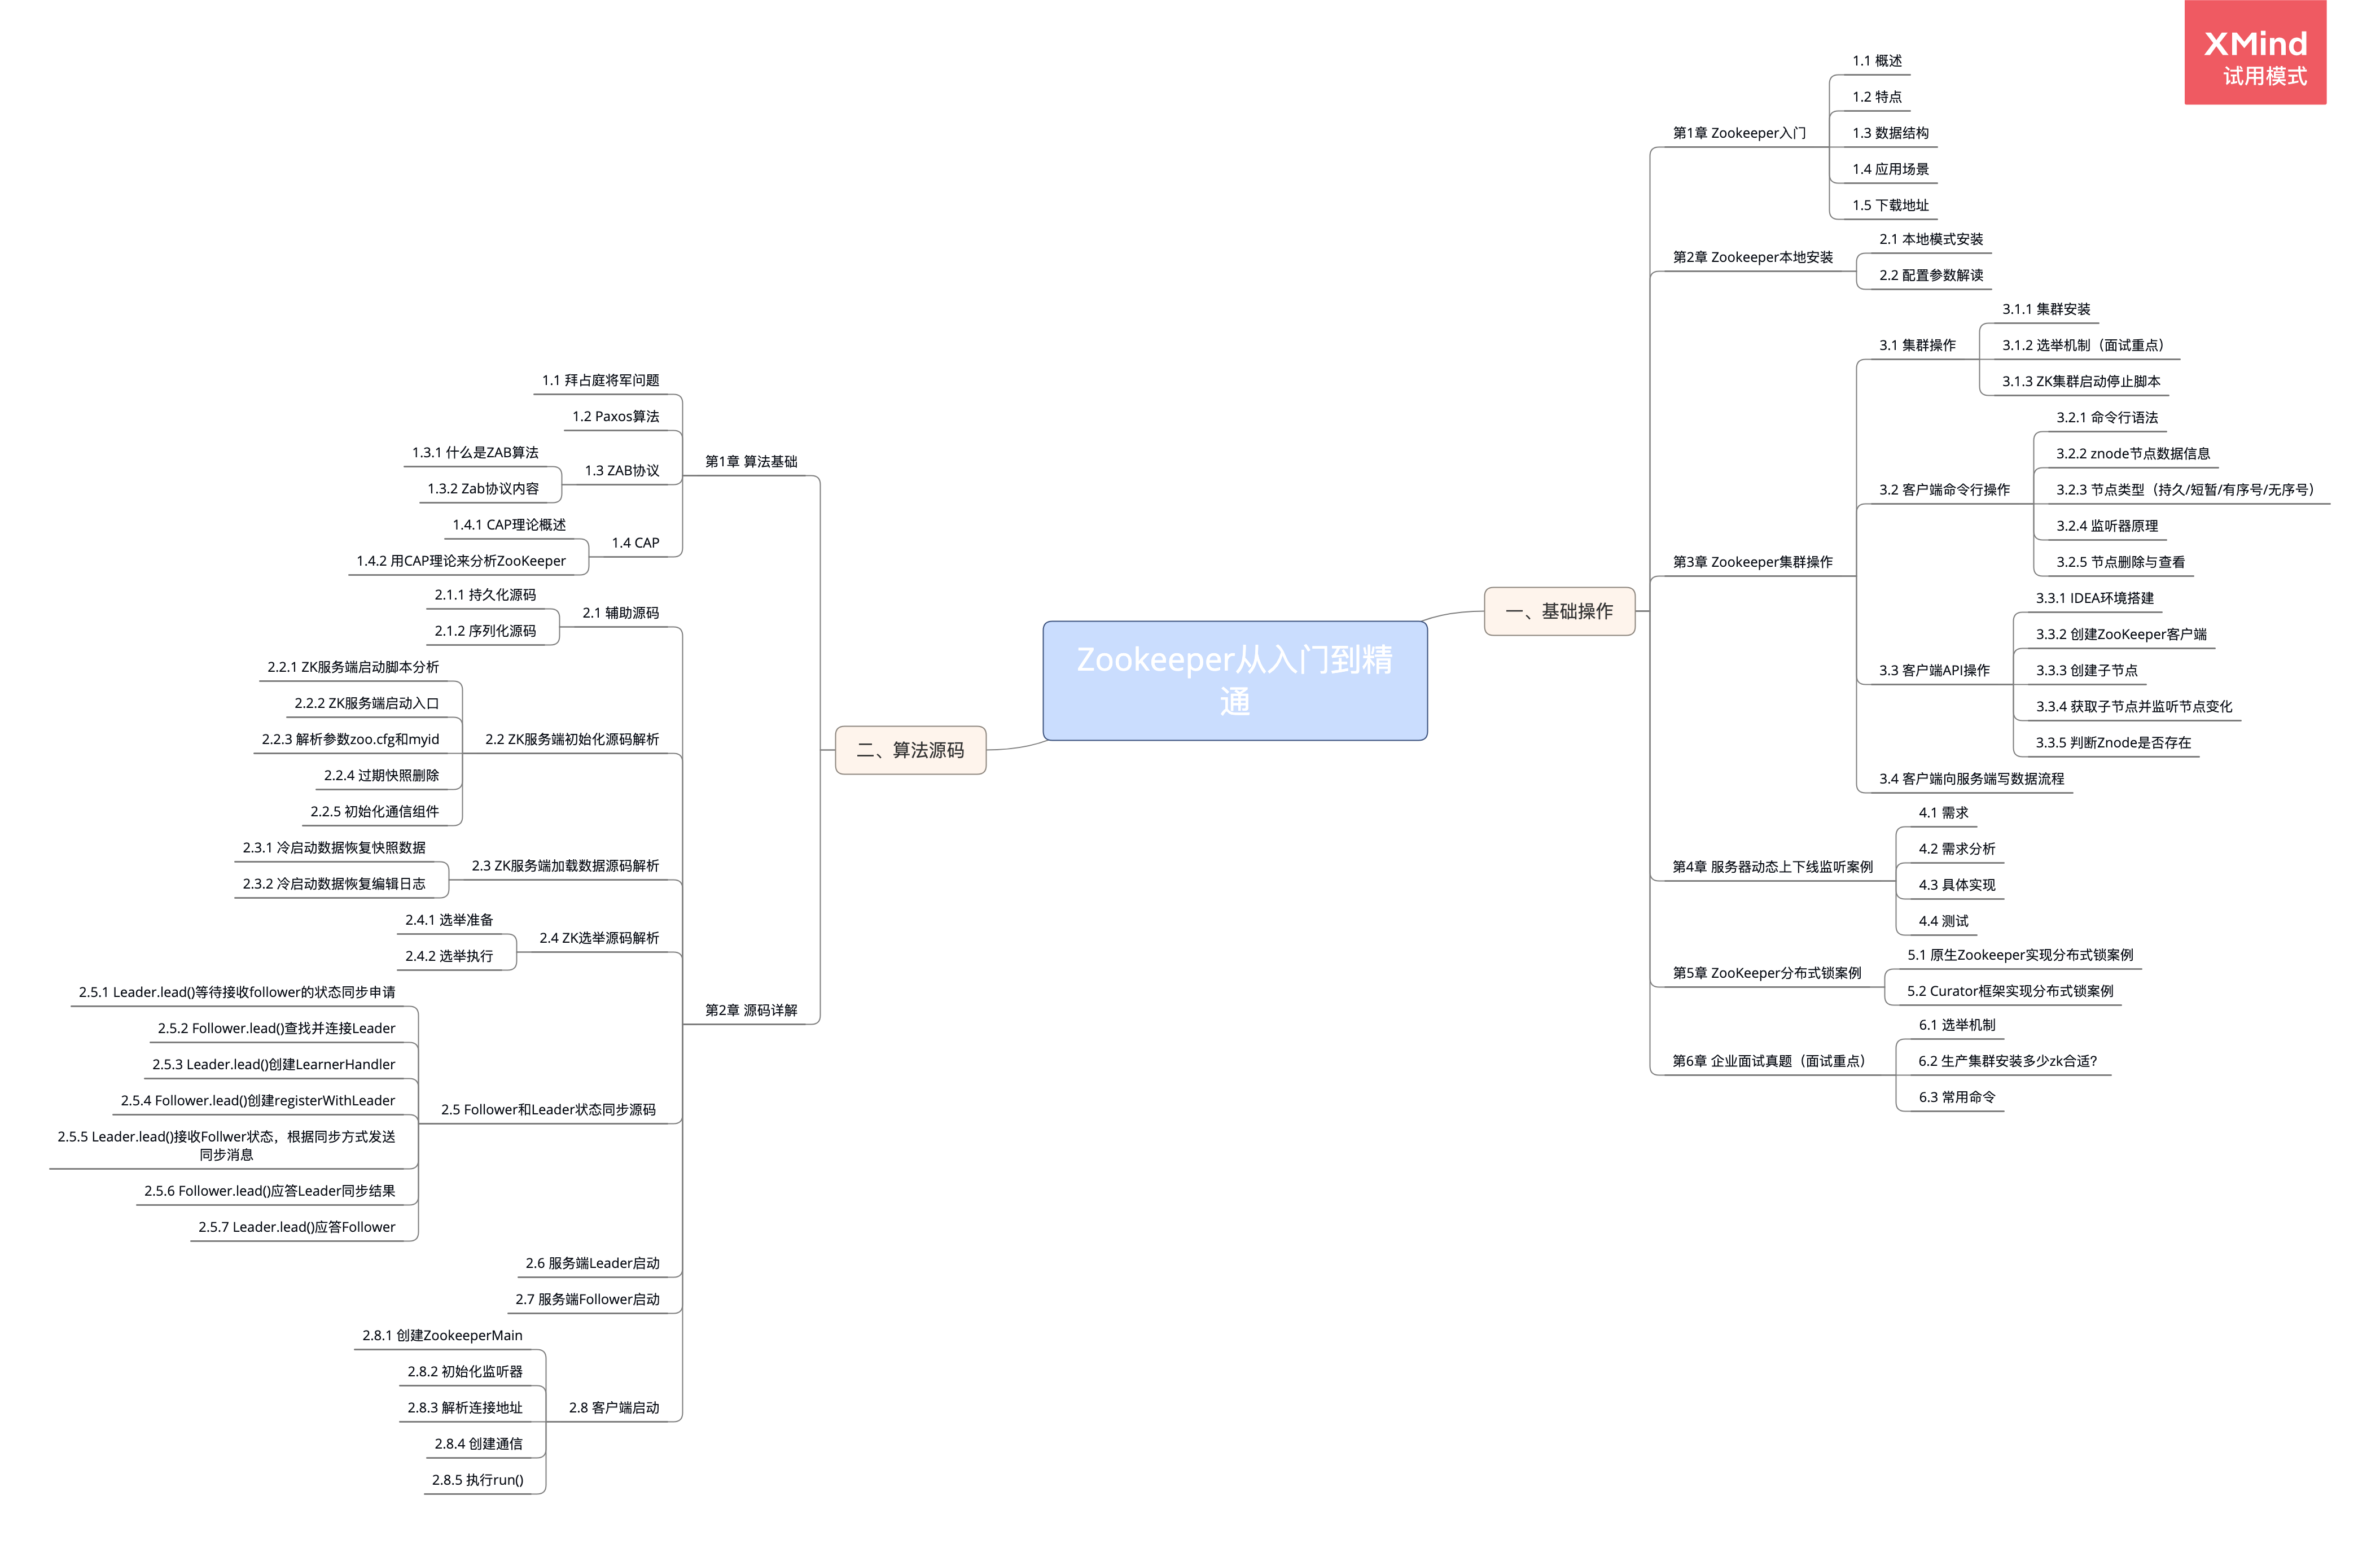 XMind
试用模式
Zookeeper从入门到精
通
一、基础操作
第1章 Zookeeper入门
1.1 概述
1.2 特点
1.3 数据结构
1.4 应用场景
1.5 下载地址
第2章 Zookeeper本地安装
2.1 本地模式安装
2.2 配置参数解读
第3章 Zookeeper集群操作
3.1 集群操作
3.1.1 集群安装
3.1.2 选举机制（面试重点）
3.1.3 ZK集群启动停止脚本
3.2 客户端命令行操作
3.2.1 命令行语法
3.2.2 znode节点数据信息
3.2.3 节点类型（持久/短暂/有序号/无序号）
3.2.4 监听器原理
3.2.5 节点删除与查看
3.3 客户端API操作
3.3.1 IDEA环境搭建
3.3.2 创建ZooKeeper客户端
3.3.3 创建子节点
3.3.4 获取子节点并监听节点变化
3.3.5 判断Znode是否存在
3.4 客户端向服务端写数据流程
第4章 服务器动态上下线监听案例
4.1 需求
4.2 需求分析
4.3 具体实现
4.4 测试
第5章 ZooKeeper分布式锁案例
5.1 原生Zookeeper实现分布式锁案例
5.2 Curator框架实现分布式锁案例
第6章 企业面试真题（面试重点）
6.1 选举机制
6.2 生产集群安装多少zk合适？
6.3 常用命令
二、算法源码
第1章 算法基础
1.1 拜占庭将军问题
1.2 Paxos算法
1.3 ZAB协议
1.3.1 什么是ZAB算法
1.3.2 Zab协议内容
1.4 CAP
1.4.1 CAP理论概述
1.4.2 用CAP理论来分析ZooKeeper
第2章 源码详解
2.1 辅助源码
2.1.1 持久化源码
2.1.2 序列化源码
2.2 ZK服务端初始化源码解析
2.2.1 ZK服务端启动脚本分析
2.2.2 ZK服务端启动入口
2.2.3 解析参数zoo.cfg和myid
2.2.4 过期快照删除
2.2.5 初始化通信组件
2.3 ZK服务端加载数据源码解析
2.3.1 冷启动数据恢复快照数据
2.3.2 冷启动数据恢复编辑日志
2.4 ZK选举源码解析
2.4.1 选举准备
2.4.2 选举执行
2.5 Follower和Leader状态同步源码
2.5.1 Leader.lead()等待接收follower的状态同步申请
2.5.2 Follower.lead()查找并连接Leader
2.5.3 Leader.lead()创建LearnerHandler
2.5.4 Follower.lead()创建registerWithLeader
2.5.5 Leader.lead()接收Follwer状态，根据同步方式发送
同步消息
2.5.6 Follower.lead()应答Leader同步结果
2.5.7 Leader.lead()应答Follower
2.6 服务端Leader启动
2.7 服务端Follower启动
2.8 客户端启动
2.8.1 创建ZookeeperMain
2.8.2 初始化监听器
2.8.3 解析连接地址
2.8.4 创建通信
2.8.5 执行run()